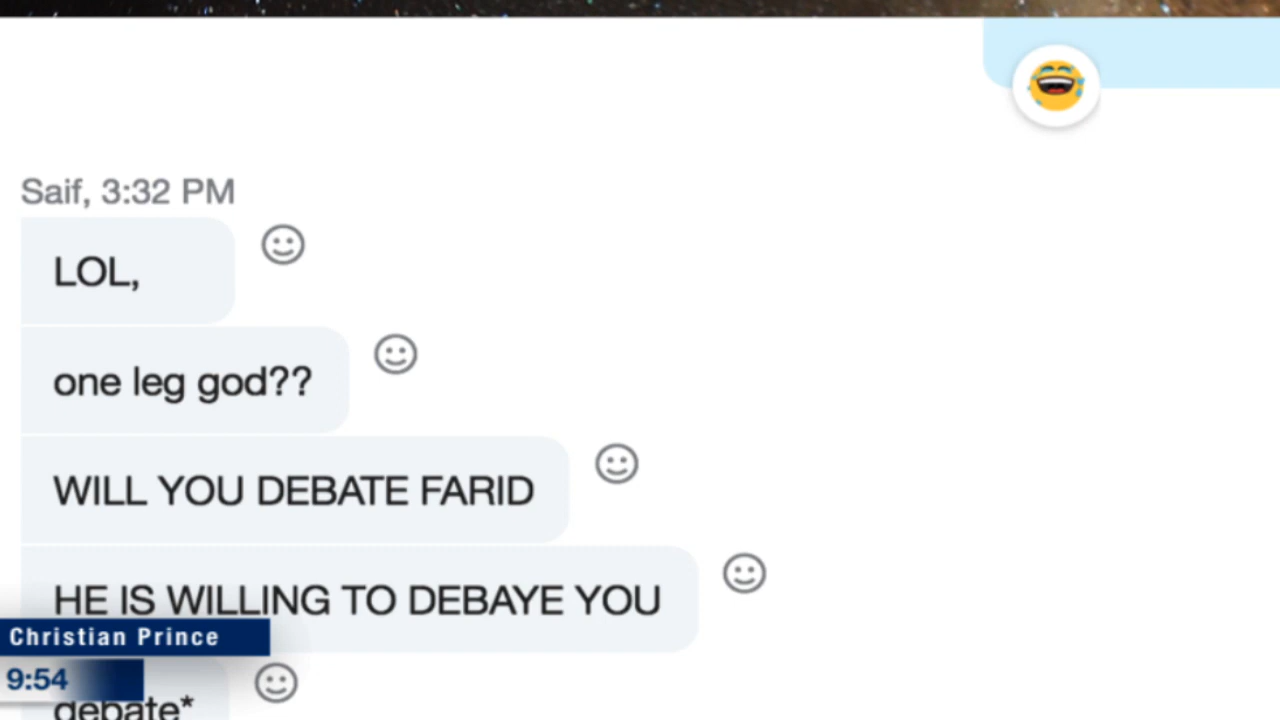 Saif, 3:32 PM
LOL,
one leg god??
WILL YOU DEBATE FARID
HE IS WILLING TO DEBAYE YOU
Christian Prince
9:54
debate*